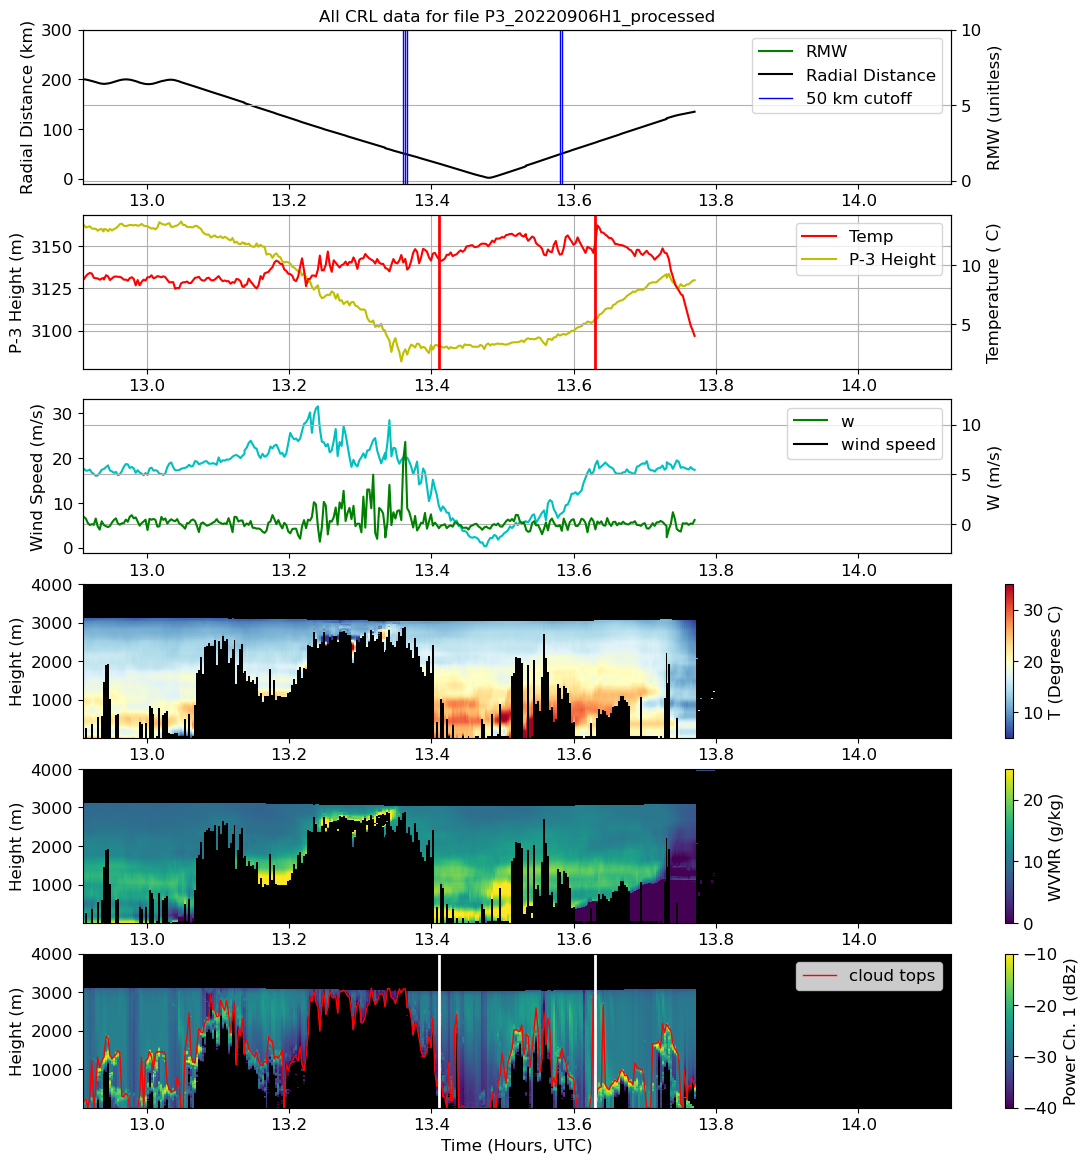 All CRL data for file P3_20220906H1_processed
Radial Distance (km)
300
200
100
0
10
5
0
RMW (unitless)
RMW
Radial Distance
50 km cutoff
13.0 13.2 13.4 13.6 13.8 14.0
P-3 Height (m)
3150
3125
3100
10
5
Temperature ( C)
Temp
P-3 Height
13.0 13.2 13.4 13.6 13.8 14.0
Wind Speed (m/s)
30
20
10
0
10
5
0
W (m/s)
w
wind speed
13.0 13.2 13.4 13.6 13.8 14.0
Height (m)
4000
3000
2000
1000
30
20
10
T (Degrees C)
13.0 13.2 13.4 13.6 13.8 14.0
Height (m)
4000
3000
2000
1000
20
10
0
WVMR (g/kg)
13.0 13.2 13.4 13.6 13.8 14.0
Height (m)
4000
3000
2000
1000
cloud tops
−10
−20
−30
−40
Power Ch. 1 (dBz)
13.0 13.2 13.4 13.6 13.8 14.0
Time (Hours, UTC)